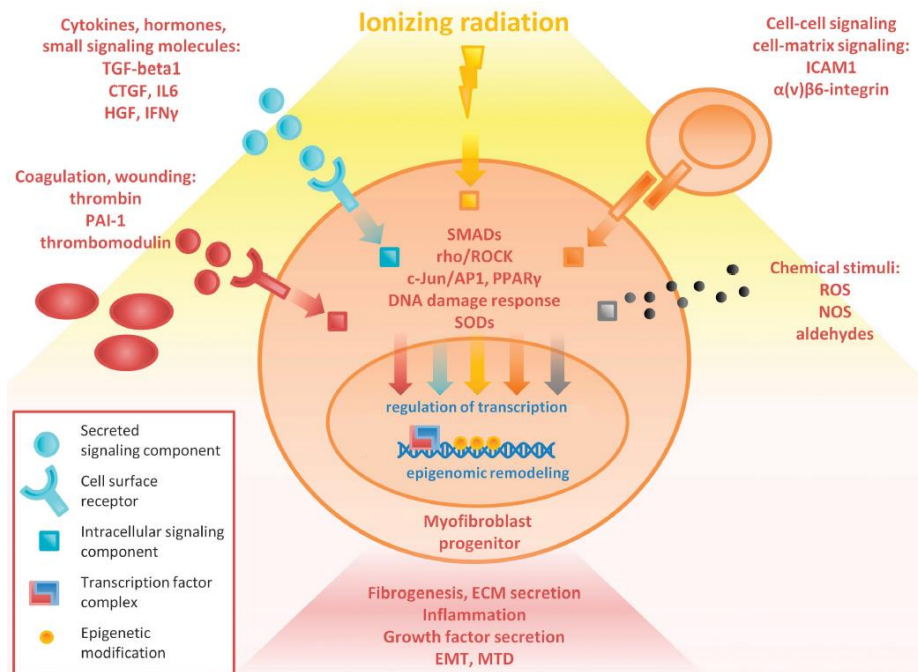 Ionizing radiation
Cytokines, hormones,
small signaling molecules:
TGF-beta1
CTGF, IL6
HGF, IFNγ
Cell-cell signaling
cell-matrix signaling:
ICAM1
α(v)β6-integrin
Coagulation, wounding:
thrombin
PAI-1
thrombomodulin
SMADs
rho/ROCK
c-Jun/AP1, PPARγ
DNA damage response
SODs
Chemical stimuli:
ROS
NOS
aldehydes
regulation of transcription
epigenomic remodeling
Myofibroblast
progenitor
Secreted
signaling component
Cell surface
receptor
Intracellular signaling
component
Transcription factor
complex
Epigenetic
modification
Fibrogenesis, ECM secretion
Inflammation
Growth factor secretion
EMT, MTD